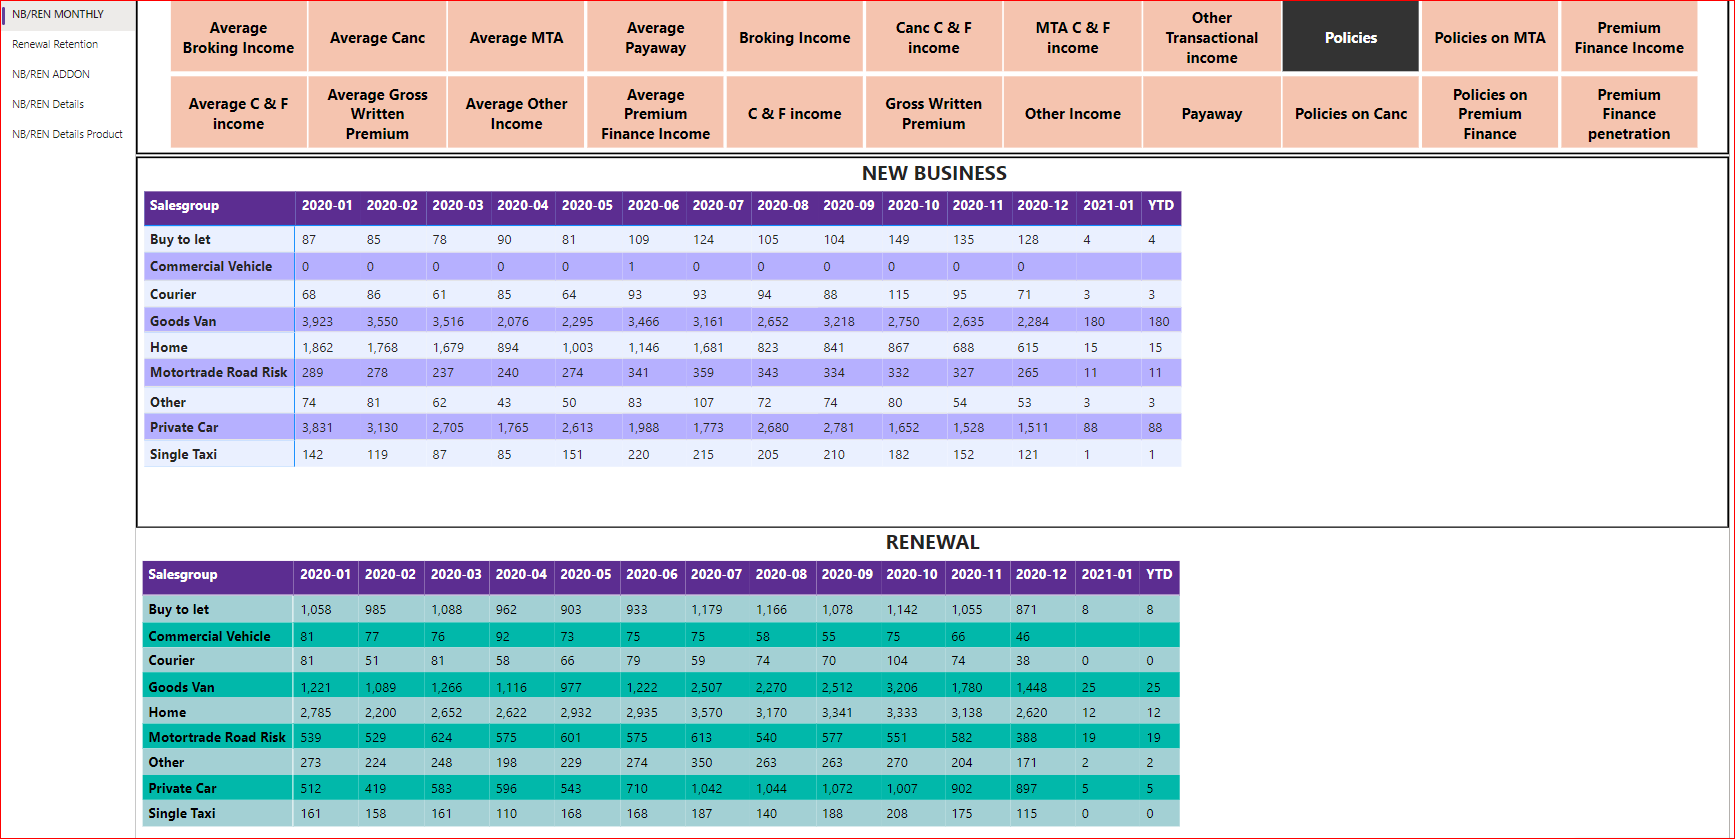 NB/REN MONTHLY
Renewal Retention
NB/REN ADDON
NB/REN Details
NB/REN Details Product
Average
Broking Income
Average Canc
Average MTA
Average
Payaway
Broking Income
Canc C & F
income
MTA C & F
income
Other
Transactional
income
Policies
Policies on MTA
Premium
Finance Income
Average C & F
income
Average Gross
Written
Premium
Average Other
Income
Average
Premium
Finance Income
C & F income
Gross Written
Premium
Other Income
Payaway
Policies on Canc
Policies on
Premium
Finance
Premium
Finance
penetration
NEW BUSINESS
Salesgroup 2020-01 2020-02 2020-03 2020-04 2020-05 2020-06 2020-07 2020-08 2020-09 2020-10 2020-11 2020-12 2021-01 YTD
Buy to let 87 85 78 90 81 109 124 105 104 149 135 128 4 4
Commercial Vehicle 0 0 0 0 0 1 0 0 0 0 0 0
Courier 68 86 61 85 64 93 93 94 88 115 95 71 3 3
Goods Van 3,923 3,550 3,516 2,076 2,295 3,466 3,161 2,652 3,218 2,750 2,635 2,284 180 180
Home 1,862 1,768 1,679 894 1,003 1,146 1,681 823 841 867 688 615 15 15
Motortrade Road Risk 289 278 237 240 274 341 359 343 334 332 327 265 11 11
Other 74 81 62 43 50 83 107 72 74 80 54 53 3 3
Private Car 3,831 3,130 2,705 1,765 2,613 1,988 1,773 2,680 2,781 1,652 1,528 1,511 88 88
Single Taxi 142 119 87 85 151 220 215 205 210 182 152 121 1 1
RENEWAL
Salesgroup 2020-01 2020-02 2020-03 2020-04 2020-05 2020-06 2020-07 2020-08 2020-09 2020-10 2020-11 2020-12 2021-01 YTD
Buy to let 1,058 985 1,088 962 903 933 1,179 1,166 1,078 1,142 1,055 871 8 8
Commercial Vehicle 81 77 76 92 73 75 75 58 55 75 66 46
Courier 81 51 81 58 66 79 59 74 70 104 74 38 0 0
Goods Van 1,221 1,089 1,266 1,116 977 1,222 2,507 2,270 2,512 3,206 1,780 1,448 25 25
Home 2,785 2,200 2,652 2,622 2,932 2,935 3,570 3,170 3,341 3,333 3,138 2,620 12 12
Motortrade Road Risk 539 529 624 575 601 575 613 540 577 551 582 388 19 19
Other 273 224 248 198 229 274 350 263 263 270 204 171 2 2
Private Car 512 419 583 596 543 710 1,042 1,044 1,072 1,007 902 897 5 5
Single Taxi 161 158 161 110 168 168 187 140 188 208 175 115 0 0